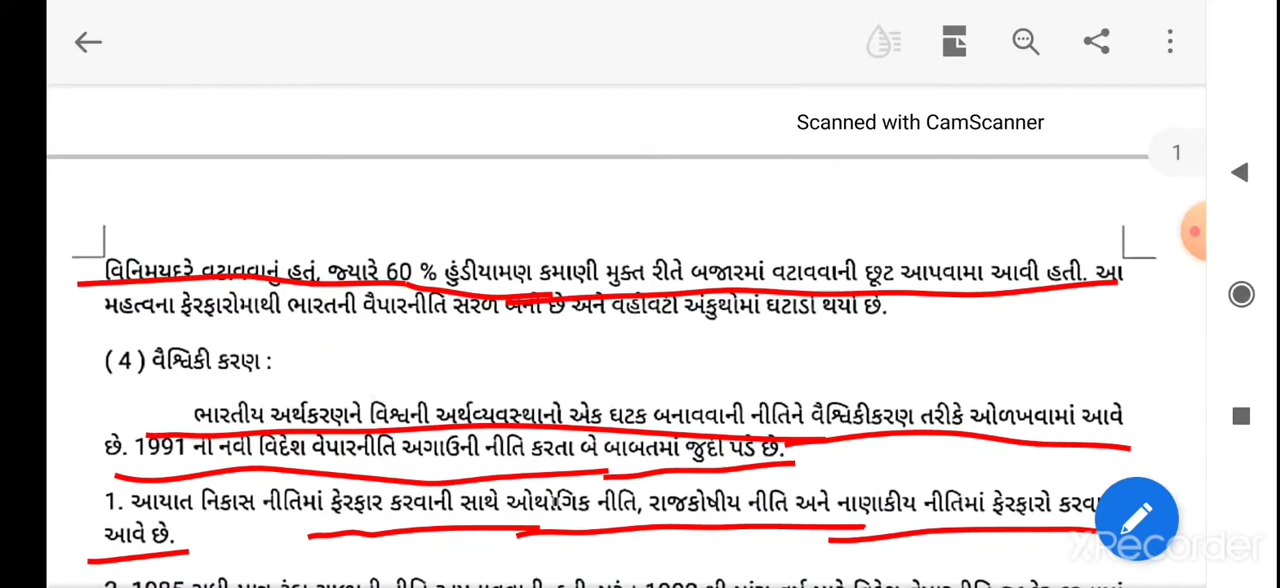 Scanned with CamScanner
1
વિનિમયદરે વટાવવાનું હતું, જ્યારે 60 % હુંડીયામણ કમાણી મુક્ત રીતે બજારમાં વટાવવાની છૂટ આપવામા આવી હતી. આ
મહત્વના ફેરફારોમાથી ભારતની વૈપારનીતિ સરળ બની છે અને વહીવટી અંકુથોમાં ઘટાડો થયો છે.
( 4 ) વૈશ્વિકી કરણ :
ભારતીય અર્થકરણને વિશ્વની અર્થવ્યવસ્થાનો એક ઘટક બનાવવાની નીતિને વૈશ્વિકીકરણ તરીકે ઓળખવામાં આવે
છે. 1991 ની નવી વિદેશ વેપારનીતિ અગાઉની નીતિ કરતા બે બાબતમાં જુદી પડે છે.
1. આયાત નિકાસ નીતિમાં ફેરફાર કરવાની સાથે ઓથોગિક નીતિ, રાજકોષીય નીતિ અને નાણાકીય નીતિમાં ફેરફારો
આવે છે.
XRecorder